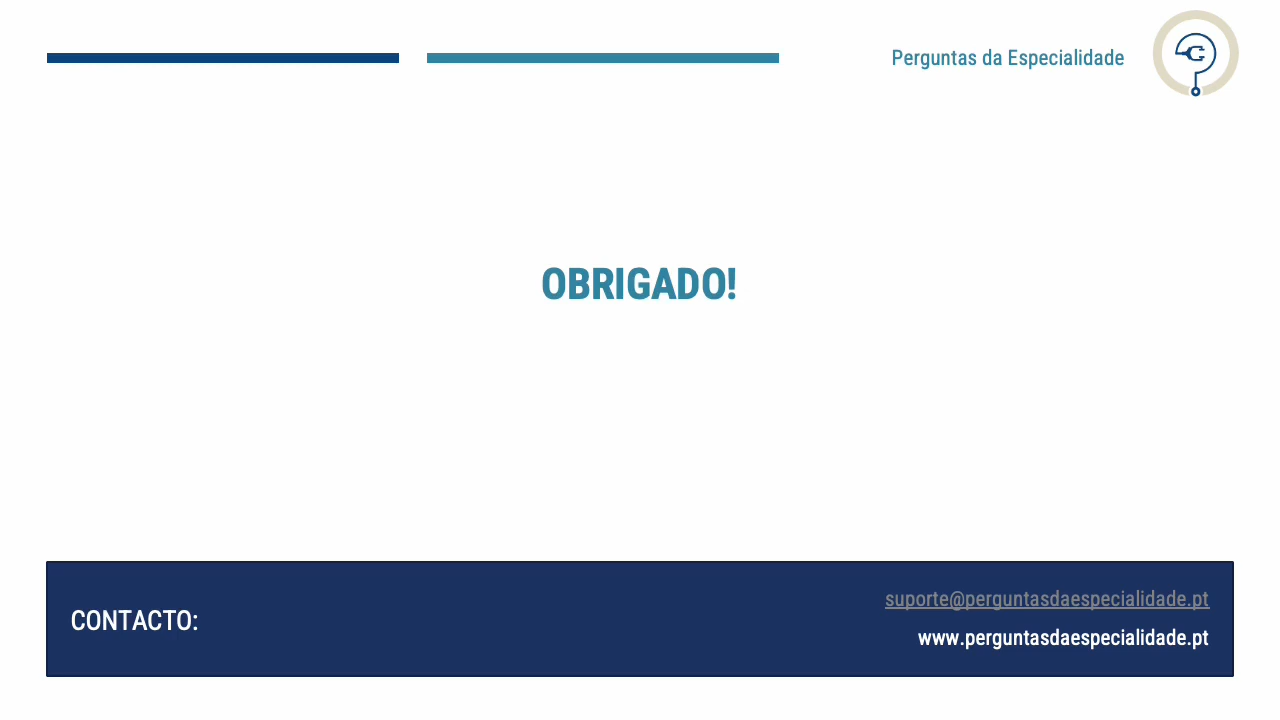 Perguntas da Especialidade
OBRIGADO!
CONTACTO:
suporte@perguntasdaespecialidade.pt
www.perguntasdaespecialidade.pt